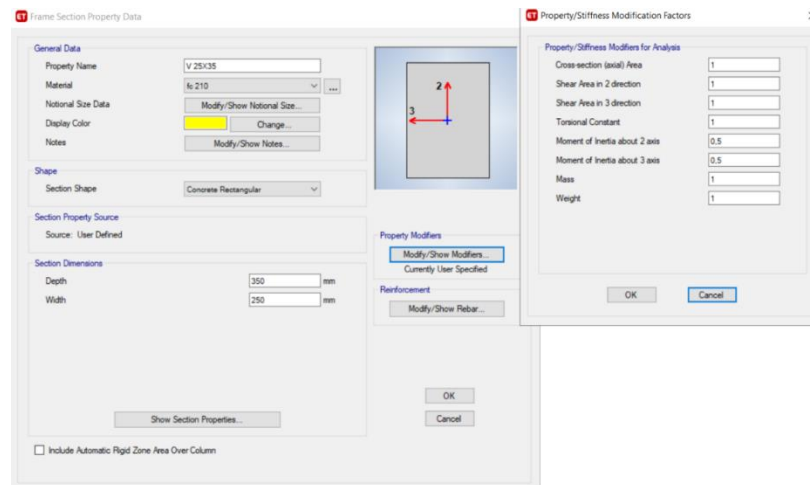 ET Frame Section Property Data
General Data
Property Name V 25X35
Material fc 210 ...
Notional Size Data Modify/Show Notional Size...
Display Color Change...
Notes Modify/Show Notes...
Shape
Section Shape Concrete Rectangular
Section Property Source
Source: User Defined
Section Dimensions
Depth 350 mm
Width 250 mm
Show Section Properties...
Include Automatic Rigid Zone Area Over Column
2
3
Property Modifiers
Modify/Show Modifiers...
Currently User Specified
Reinforcement
Modify/Show Rebar...
OK
Cancel
ET Property/Stiffness Modification Factors
Property/Stiffness Modifiers for Analysis
Cross-section (axial) Area 1
Shear Area in 2 direction 1
Shear Area in 3 direction 1
Torsional Constant 1
Moment of Inertia about 2 axis 0,5
Moment of Inertia about 3 axis 0,5
Mass 1
Weight 1
OK Cancel